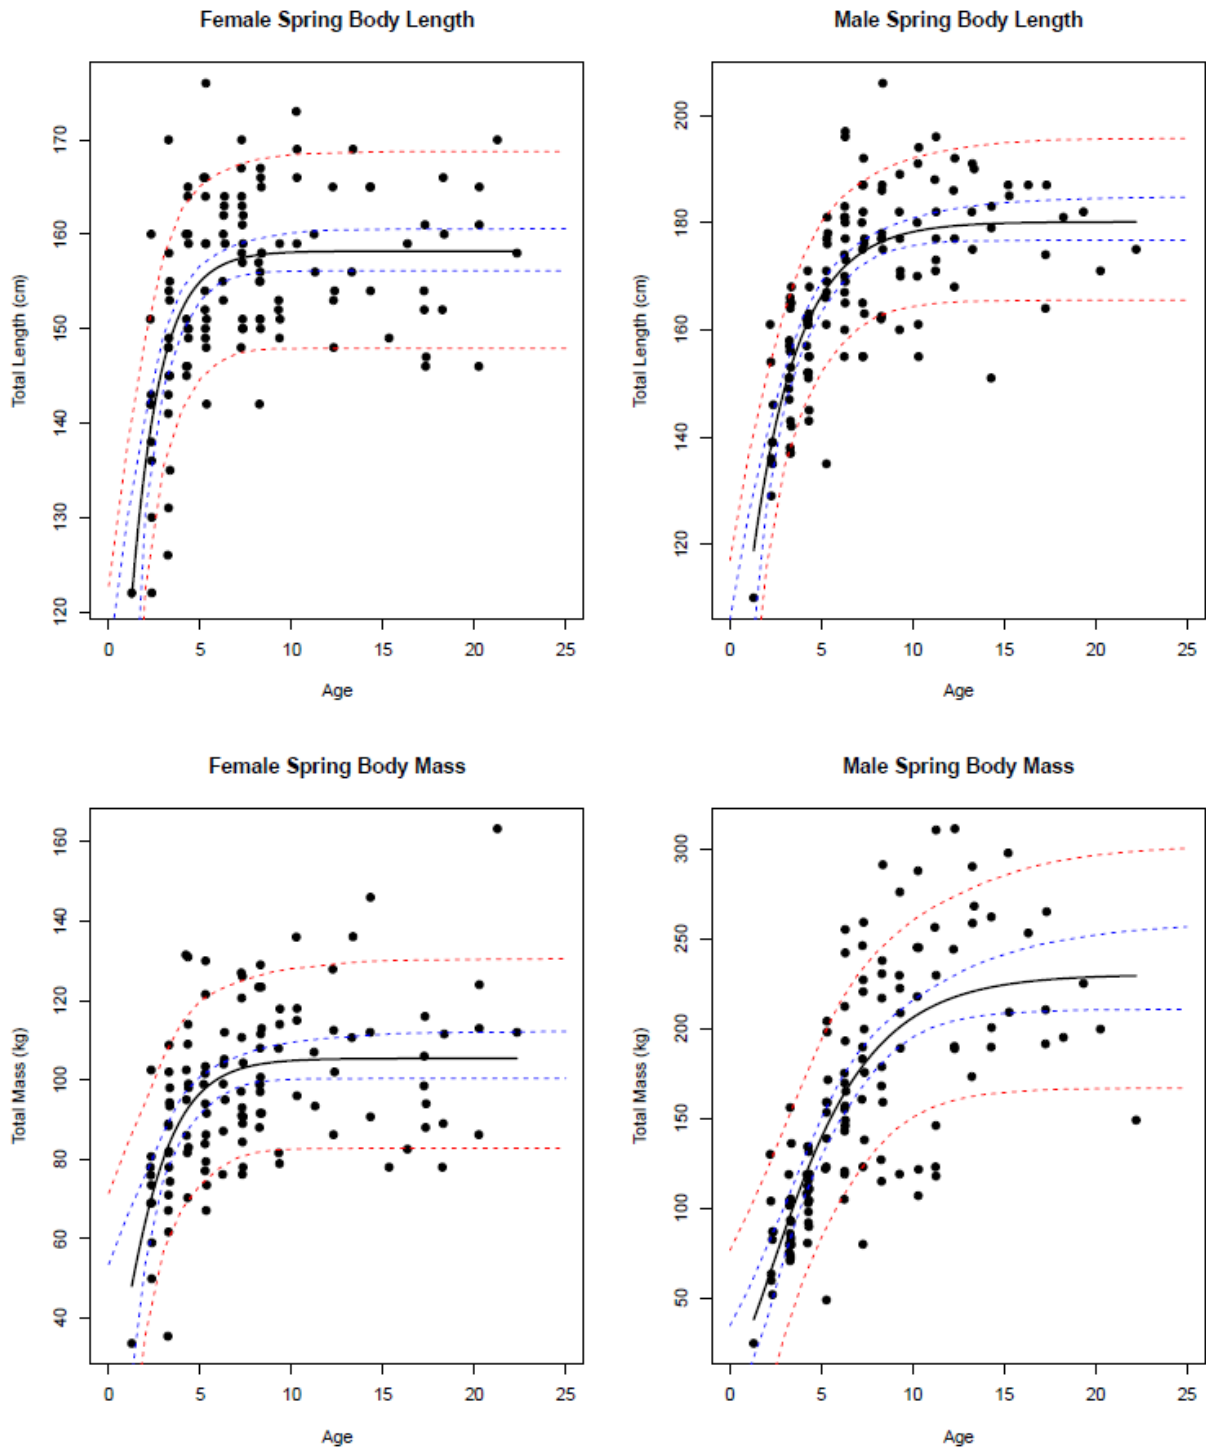 Female Spring Body Length
Total Length (cm)
170
160
150
140
130
120
0 5 10 15 20 25
Age
Male Spring Body Length
Total Length (cm)
200
180
160
140
120
0 5 10 15 20 25
Age
Female Spring Body Mass
Total Mass (kg)
160
140
120
100
80
60
40
0 5 10 15 20 25
Age
Male Spring Body Mass
Total Mass (kg)
300
250
200
150
100
50
0 5 10 15 20 25
Age